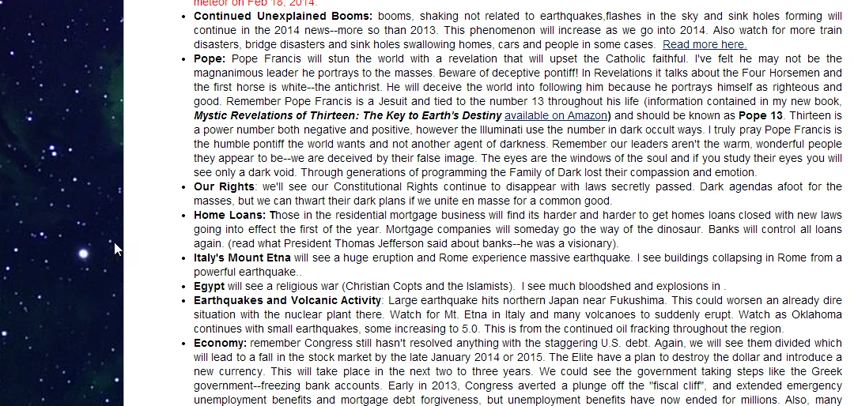 meteor on Feb 18, 2014.
• Continued Unexplained Booms: booms, shaking not related to earthquakes,flashes in the sky and sink holes forming will
continue in the 2014 news--more so than 2013. This phenomenon will increase as we go into 2014. Also watch for more train
disasters, bridge disasters and sink holes swallowing homes, cars and people in some cases. Read more here.
• Pope: Pope Francis will stun the world with a revelation that will upset the Catholic faithful. I've felt he may not be the
magnanimous leader he portrays to the masses. Beware of deceptive pontiff! In Revelations it talks about the Four Horsemen and
the first horse is white--the antichrist. He will deceive the world into following him because he portrays himself as righteous and
good. Remember Pope Francis is a Jesuit and tied to the number 13 throughout his life (information contained in my new book,
Mystic Revelations of Thirteen: The Key to Earth's Destiny available on Amazon) and should be known as Pope 13. Thirteen is
a power number both negative and positive, however the Illuminati use the number in dark occult ways. I truly pray Pope Francis is
the humble pontiff the world wants and not another agent of darkness. Remember our leaders aren't the warm, wonderful people
they appear to be--we are deceived by their false image. The eyes are the windows of the soul and if you study their eyes you will
see only a dark void. Through generations of programming the Family of Dark lost their compassion and emotion.
• Our Rights: we'll see our Constitutional Rights continue to disappear with laws secretly passed. Dark agendas afoot for the
masses, but we can thwart their dark plans if we unite en masse for a common good.
• Home Loans: Those in the residential mortgage business will find its harder and harder to get homes loans closed with new laws
going into effect the first of the year. Mortgage companies will someday go the way of the dinosaur. Banks will control all loans
again. (read what President Thomas Jefferson said about banks--he was a visionary).
• Italy's Mount Etna will see a huge eruption and Rome experience massive earthquake. I see buildings collapsing in Rome from a
powerful earthquake..
• Egypt will see a religious war (Christian Copts and the Islamists). I see much bloodshed and explosions in .
• Earthquakes and Volcanic Activity: Large earthquake hits northern Japan near Fukushima. This could worsen an already dire
situation with the nuclear plant there. Watch for Mt. Etna in Italy and many volcanoes to suddenly erupt. Watch as Oklahoma
continues with small earthquakes, some increasing to 5.0. This is from the continued oil fracking throughout the region.
• Economy: remember Congress still hasn't resolved anything with the staggering U.S. debt. Again, we will see them divided which
will lead to a fall in the stock market by the late January 2014 or 2015. The Elite have a plan to destroy the dollar and introduce a
new currency. This will take place in the next two to three years. We could see the government taking steps like the Greek
government--freezing bank accounts. Early in 2013, Congress averted a plunge off the "fiscal cliff", and extended emergency
unemployment benefits and mortgage debt forgiveness, but unemployment benefits have now ended for millions. Also, many